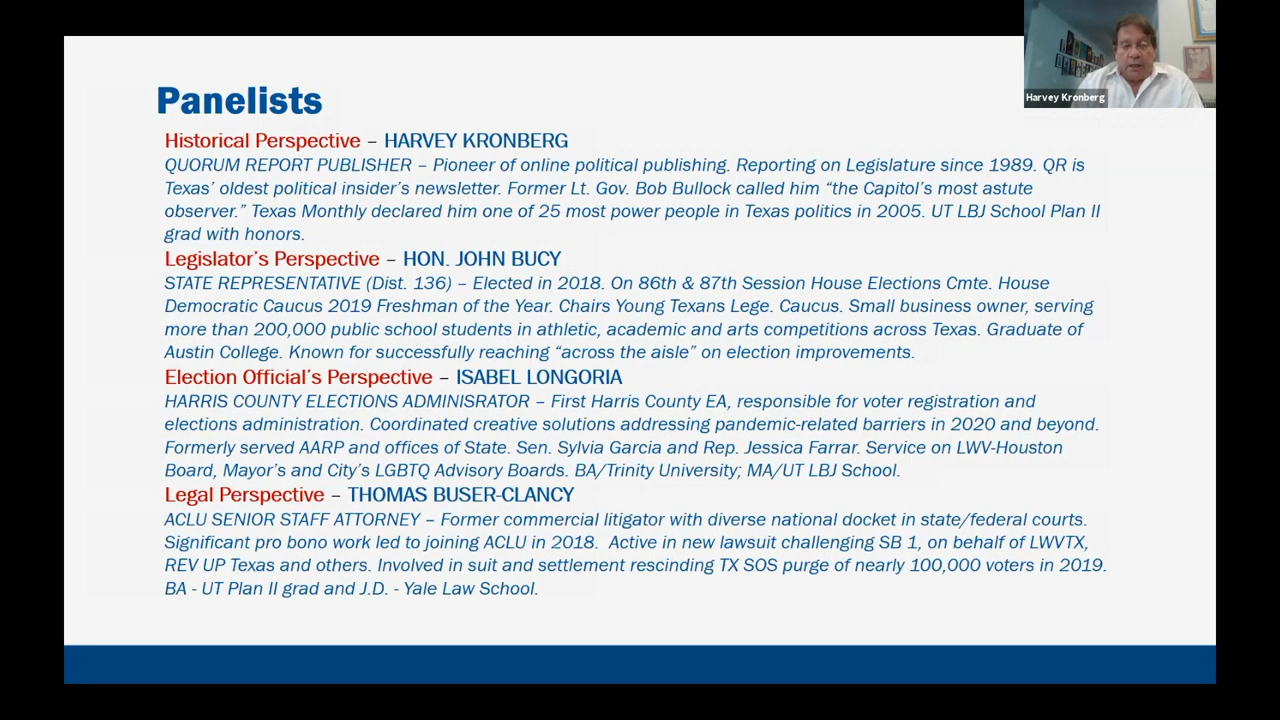 Panelists
Harvey Kronberg
Historical Perspective – HARVEY KRONBERG
QUORUM REPORT PUBLISHER – Pioneer of online political publishing. Reporting on Legislature since 1989. QR is
Texas’ oldest political insider’s newsletter. Former Lt. Gov. Bob Bullock called him “the Capitol’s most astute
observer.” Texas Monthly declared him one of 25 most power people in Texas politics in 2005. UT LBJ School Plan II
grad with honors.
Legislator’s Perspective – HON. JOHN BUCY
STATE REPRESENTATIVE (Dist. 136) – Elected in 2018. On 86th & 87th Session House Elections Cmte. House
Democratic Caucus 2019 Freshman of the Year. Chairs Young Texans Lege. Caucus. Small business owner, serving
more than 200,000 public school students in athletic, academic and arts competitions across Texas. Graduate of
Austin College. Known for successfully reaching “across the aisle” on election improvements.
Election Official’s Perspective – ISABEL LONGORIA
HARRIS COUNTY ELECTIONS ADMINISRATOR – First Harris County EA, responsible for voter registration and
elections administration. Coordinated creative solutions addressing pandemic-related barriers in 2020 and beyond.
Formerly served AARP and offices of State. Sen. Sylvia Garcia and Rep. Jessica Farrar. Service on LWV-Houston
Board, Mayor’s and City’s LGBTQ Advisory Boards. BA/Trinity University; MA/UT LBJ School.
Legal Perspective – THOMAS BUSER-CLANCY
ACLU SENIOR STAFF ATTORNEY – Former commercial litigator with diverse national docket in state/federal courts.
Significant pro bono work led to joining ACLU in 2018.  Active in new lawsuit challenging SB 1, on behalf of LWVTX,
REV UP Texas and others. Involved in suit and settlement rescinding TX SOS purge of nearly 100,000 voters in 2019.
BA - UT Plan II grad and J.D. - Yale Law School.